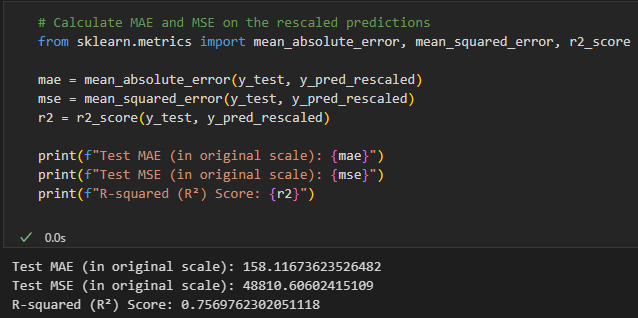 # Calculate MAE and MSE on the rescaled predictions
from sklearn.metrics import mean_absolute_error, mean_squared_error, r2_score
mae = mean_absolute_error(y_test, y_pred_rescaled)
mse = mean_squared_error(y_test, y_pred_rescaled)
r2 = r2_score(y_test, y_pred_rescaled)
print(f"Test MAE (in original scale): {mae}")
print(f"Test MSE (in original scale): {mse}")
print(f"R-squared (R²) Score: {r2}")
0.0s
Test MAE (in original scale): 158.11673623526482
Test MSE (in original scale): 48810.60602415109
R-squared (R²) Score: 0.7569762302051118